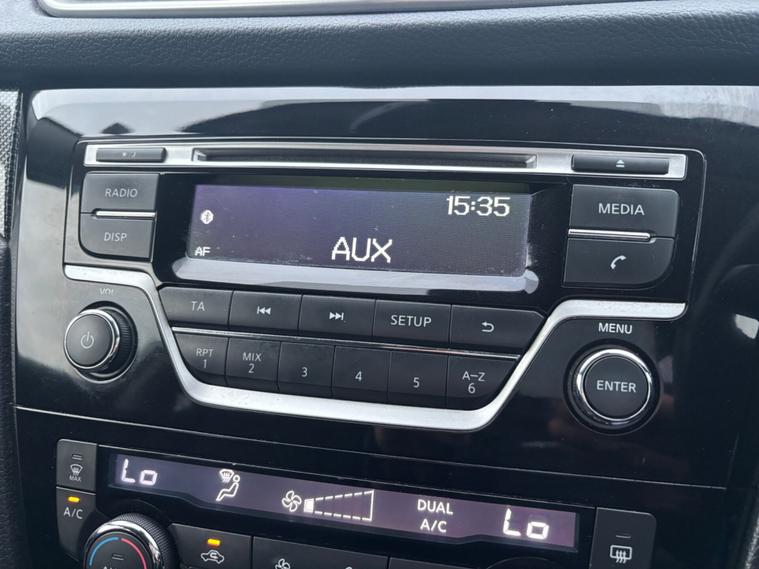 RADIO
DISP
15:35
AF
AUX
MEDIA
VOL
TA
SETUP
MENU
RPT
1
MIX
2
3
4
5
A–Z
6
ENTER
MAX
Lo
DUAL
A/C
Lo
A/C